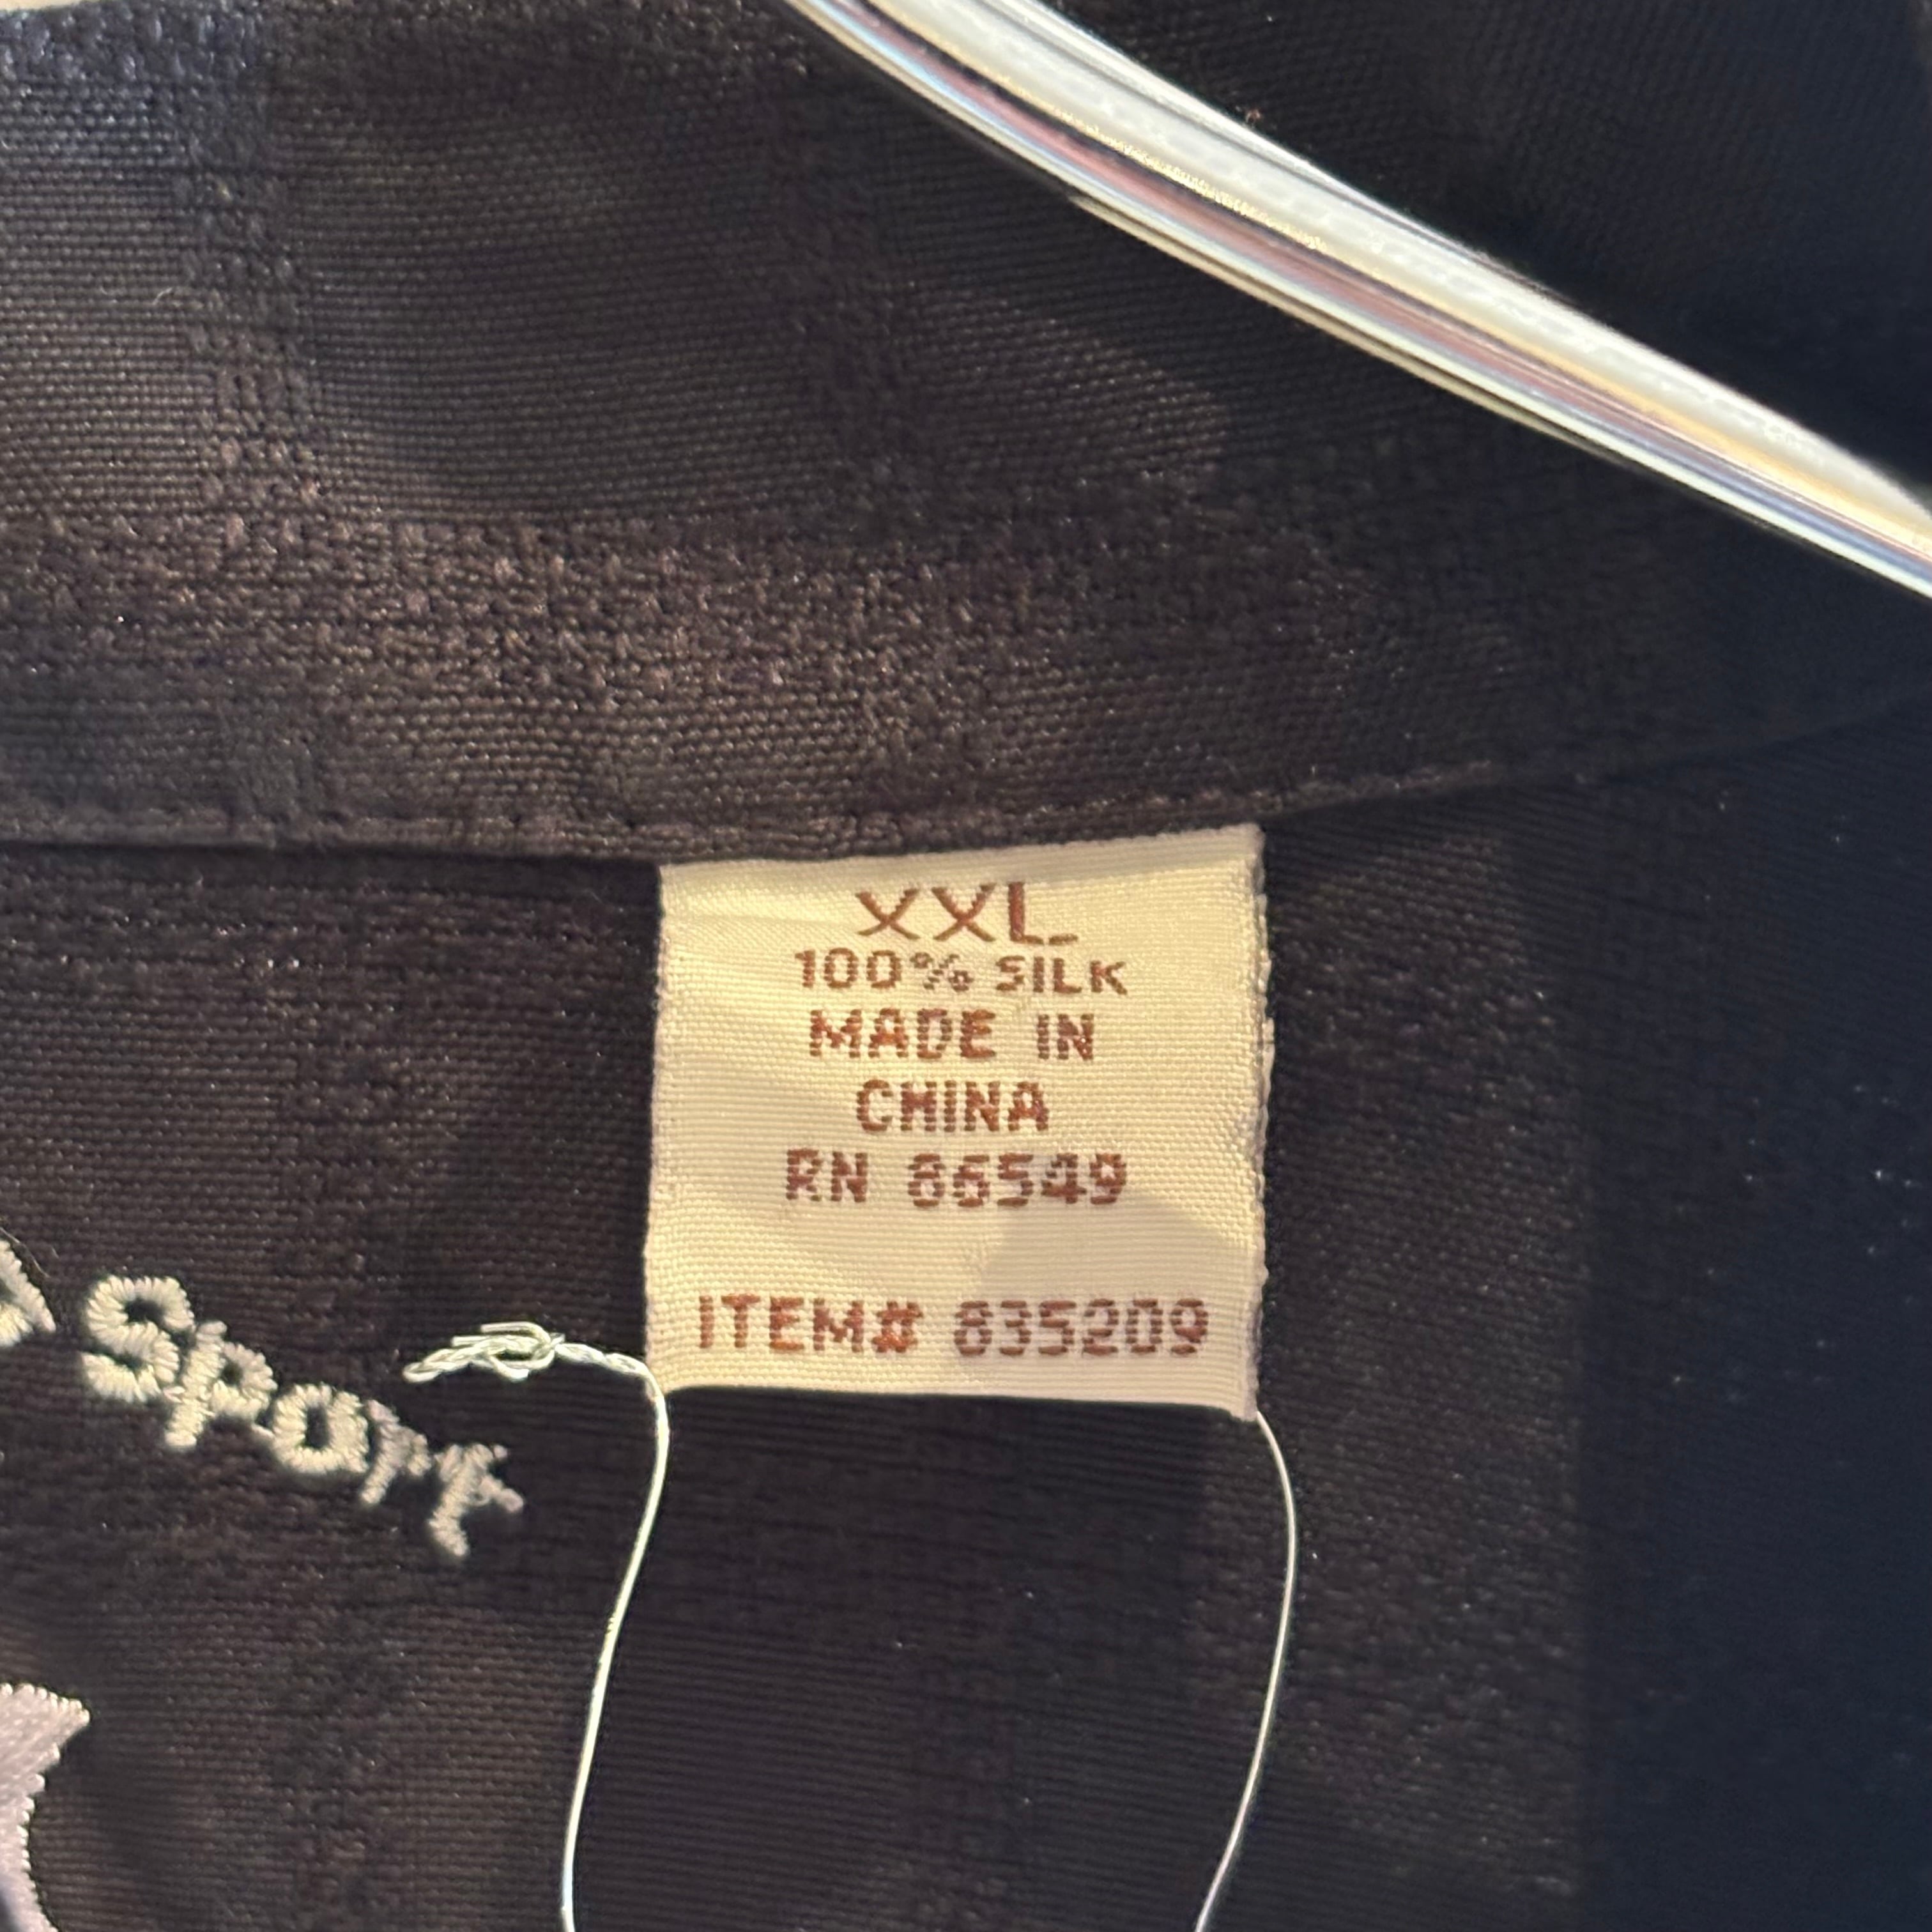 XXL
100% SILK
MADE IN
CHINA
RN 86549
ITEM# 835209
Sport